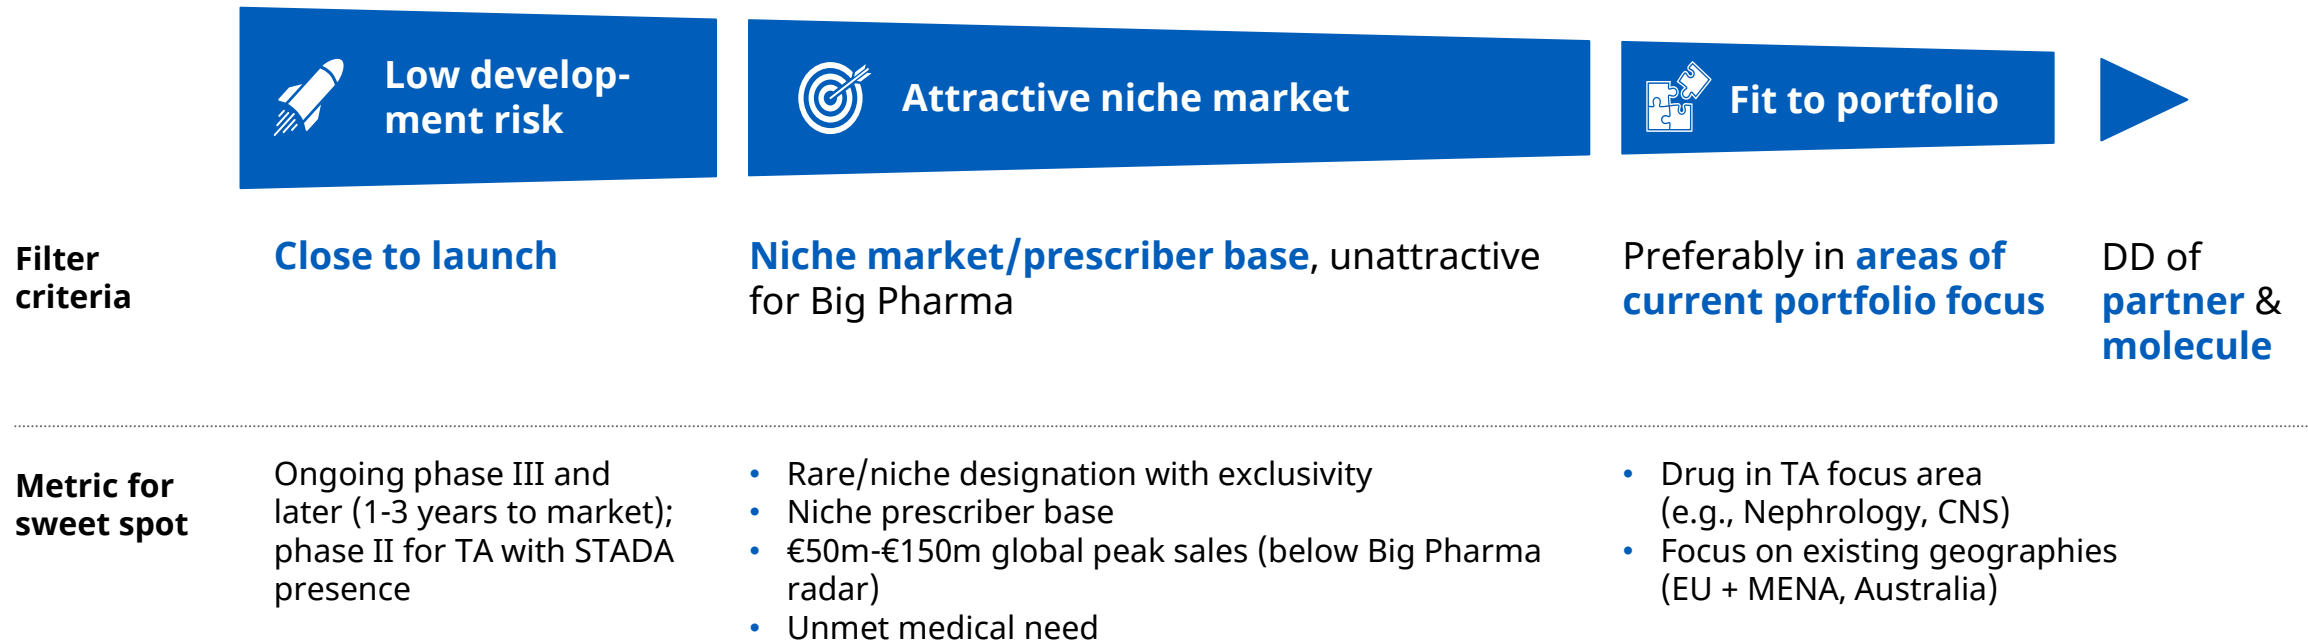 Low develop-
ment risk
Attractive niche market
Fit to portfolio
Filter
criteria
Close to launch
Niche market/prescriber base, unattractive
for Big Pharma
Preferably in areas of
current portfolio focus
DD of
partner &
molecule
Metric for
sweet spot
Ongoing phase III and
later (1-3 years to market);
phase II for TA with STADA
presence
• Rare/niche designation with exclusivity
• Niche prescriber base
• €50m-€150m global peak sales (below Big Pharma
radar)
• Unmet medical need
• Drug in TA focus area
(e.g., Nephrology, CNS)
• Focus on existing geographies
(EU + MENA, Australia)